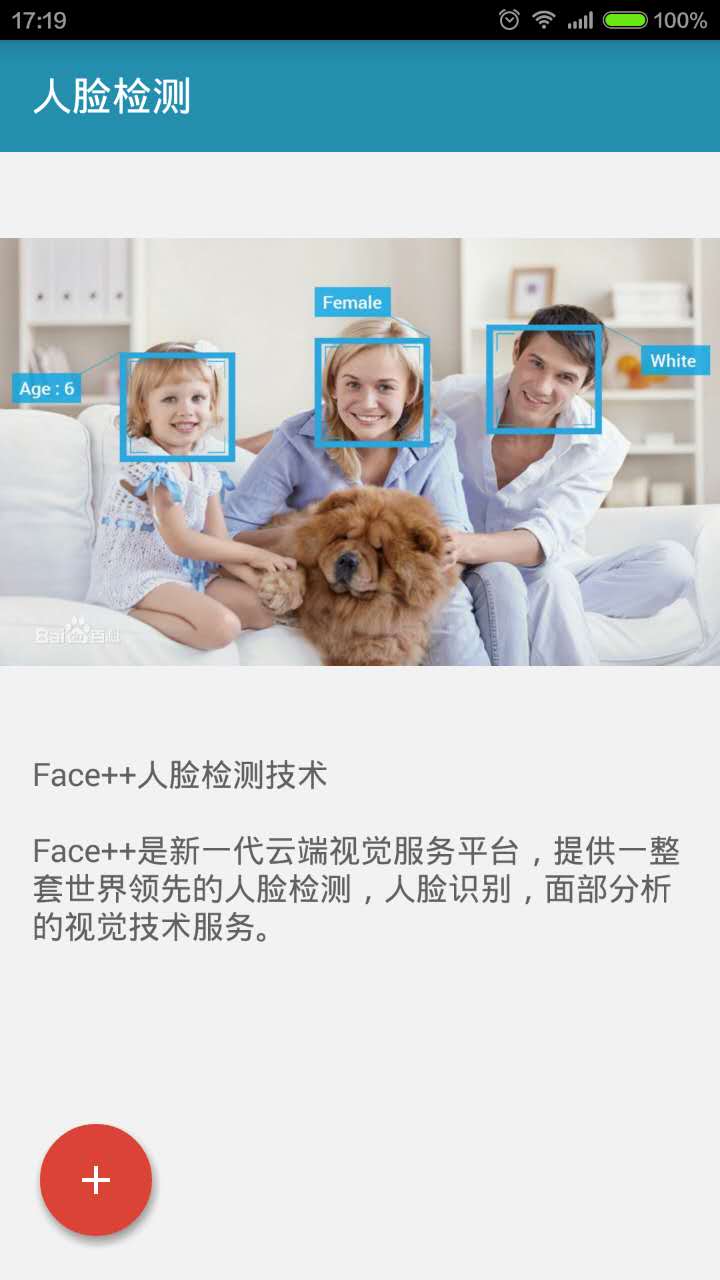 17:19
100%
人脸检测
Female
White
Age : 6
Bai百科
Face++人脸检测技术
Face++是新一代云端视觉服务平台，提供一整
套世界领先的人脸检测，人脸识别，面部分析
的视觉技术服务。